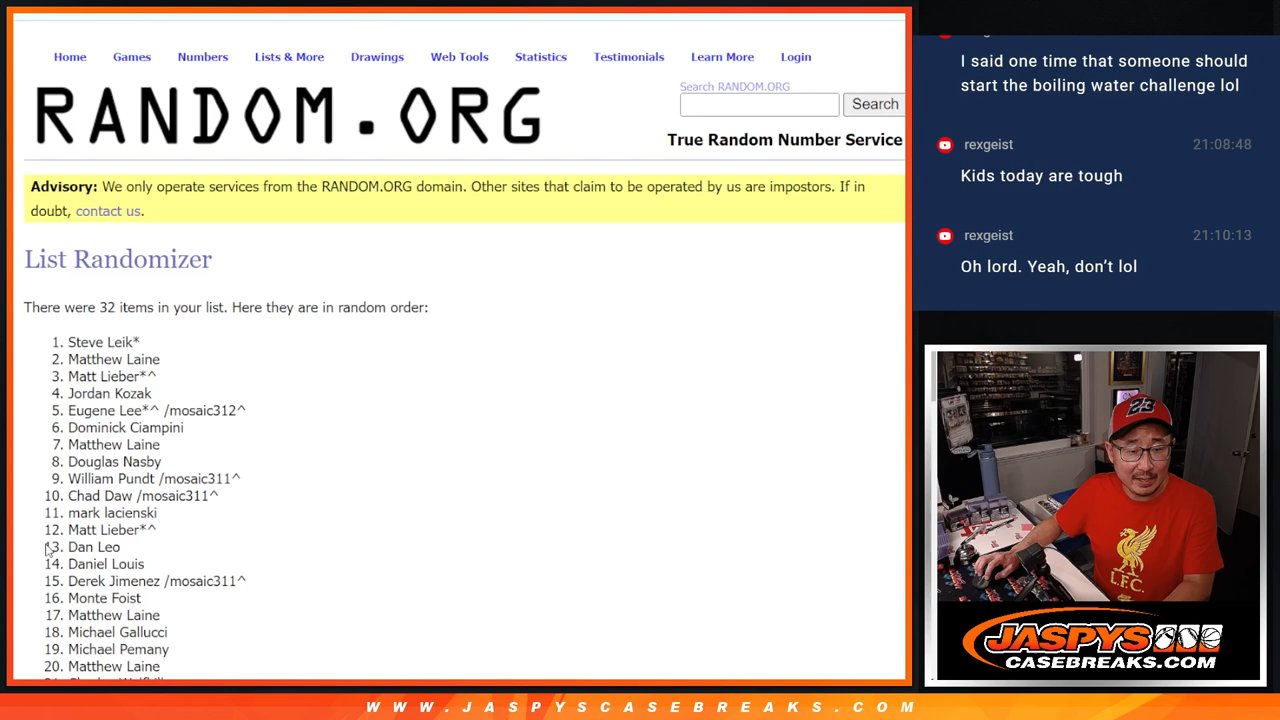 Home Games Numbers Lists & More Drawings Web Tools Statistics Testimonials Learn More Login
Search RANDOM.ORG
RANDOM.ORG
Search
True Random Number Service
Advisory: We only operate services from the RANDOM.ORG domain. Other sites that claim to be operated by us are impostors. If in
doubt, contact us.
List Randomizer
There were 32 items in your list. Here they are in random order:
1. Steve Leik*
2. Matthew Laine
3. Matt Lieber*^
4. Jordan Kozak
5. Eugene Lee*^ /mosaic312^
6. Dominick Ciampini
7. Matthew Laine
8. Douglas Nasby
9. William Pundt /mosaic311^
10. Chad Daw /mosaic311^
11. mark lacienski
12. Matt Lieber*^
13. Dan Leo
14. Daniel Louis
15. Derek Jimenez /mosaic311^
16. Monte Foist
17. Matthew Laine
18. Michael Gallucci
19. Michael Pemany
20. Matthew Laine
I said one time that someone should
start the boiling water challenge lol
rexgeist 21:08:48
Kids today are tough
rexgeist 21:10:13
Oh lord. Yeah, don't lol
23
L.F.C.
JASPYS
CASEBREAKS.COM
WWW.JASPYSCASEBREAKS.COM